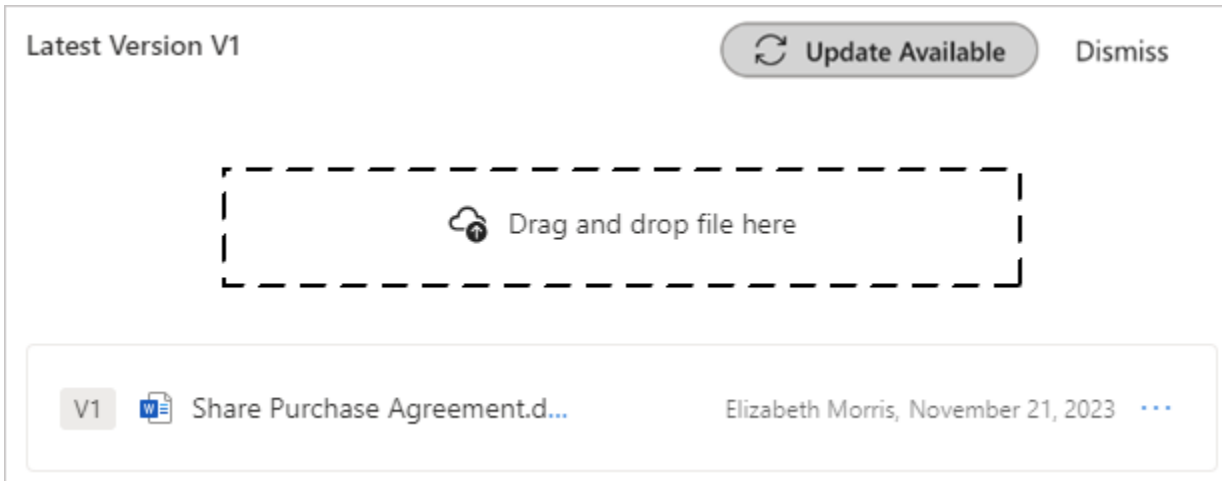 Latest Version V1
Update Available
Dismiss
Drag and drop file here
V1 Share Purchase Agreement.d... Elizabeth Morris, November 21, 2023 ...